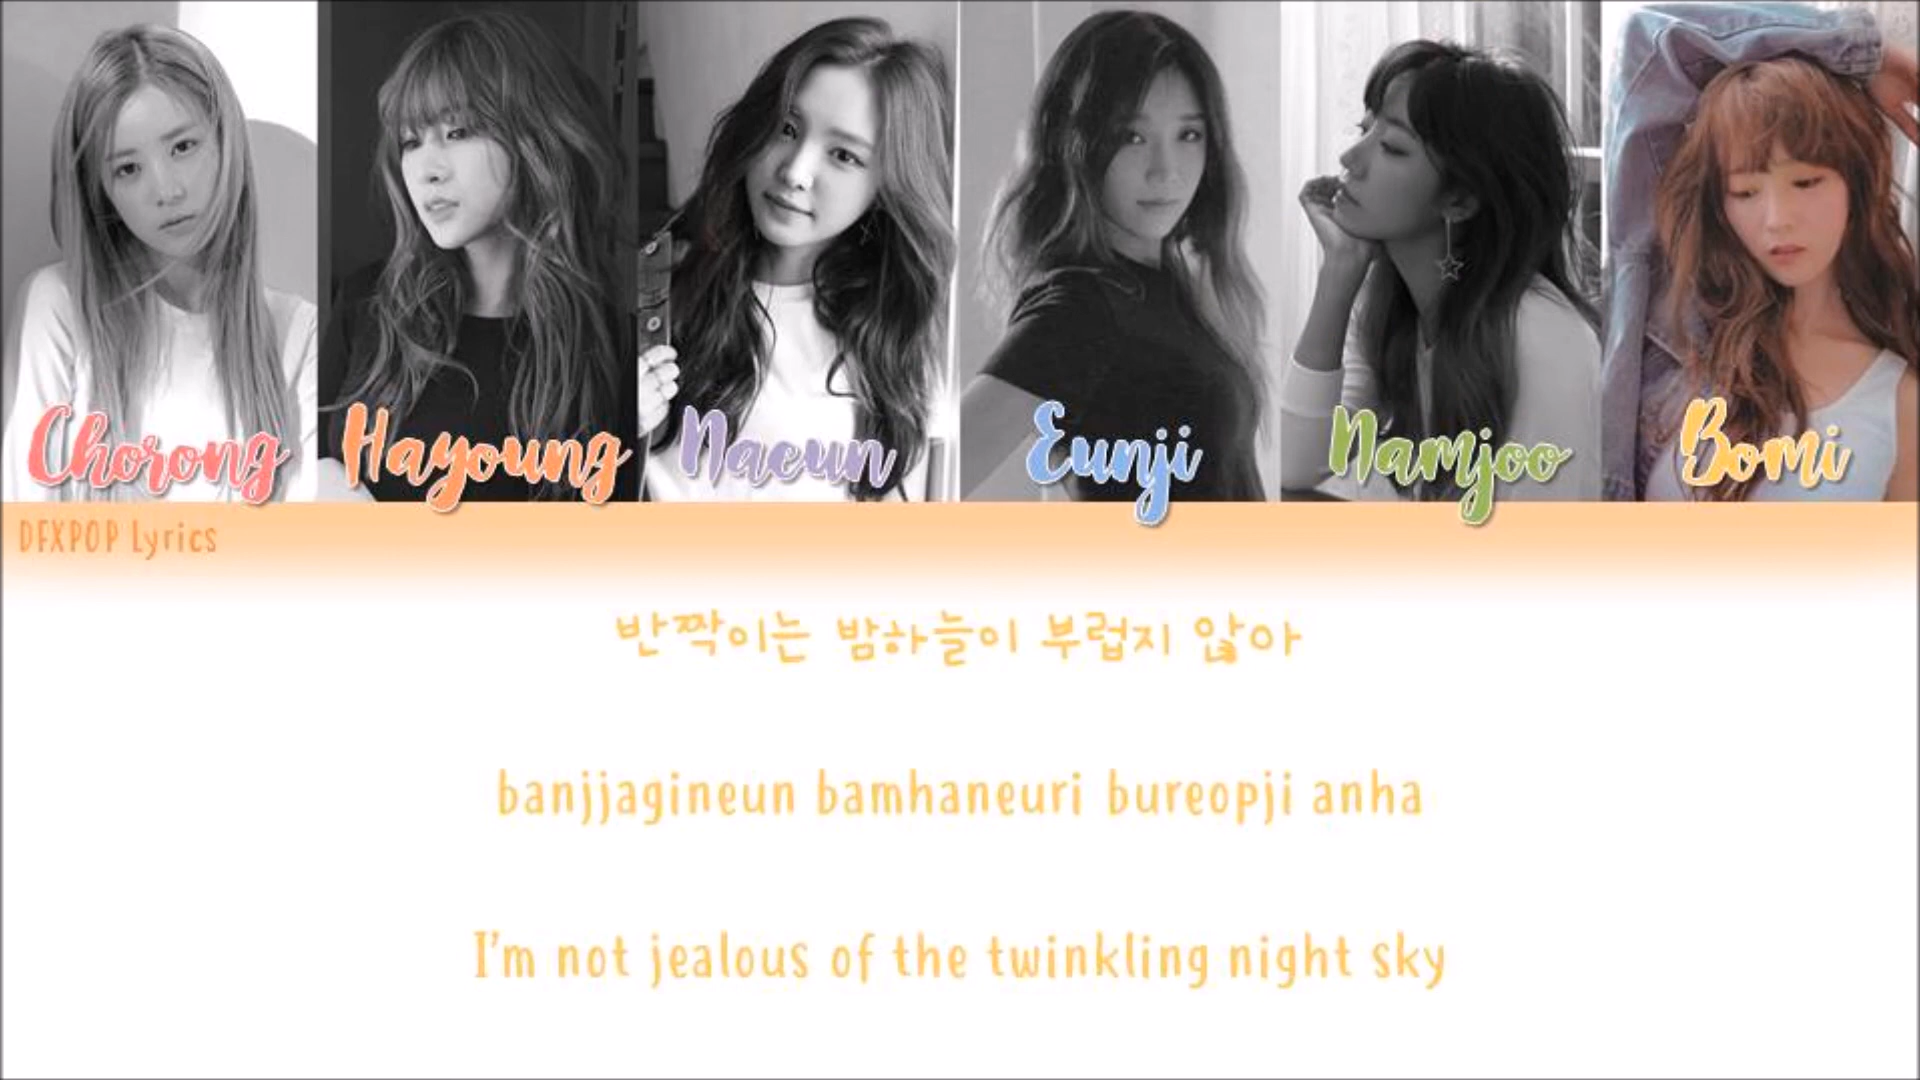 Chorong Hayoung Naeun Eunji Namjoo Bomi
DFXPOP Lyrics
반짝이는 밤하늘이 부럽지 않아
banjjagineun bamhaneuri bureopji anha
I'm not jealous of the twinkling night sky